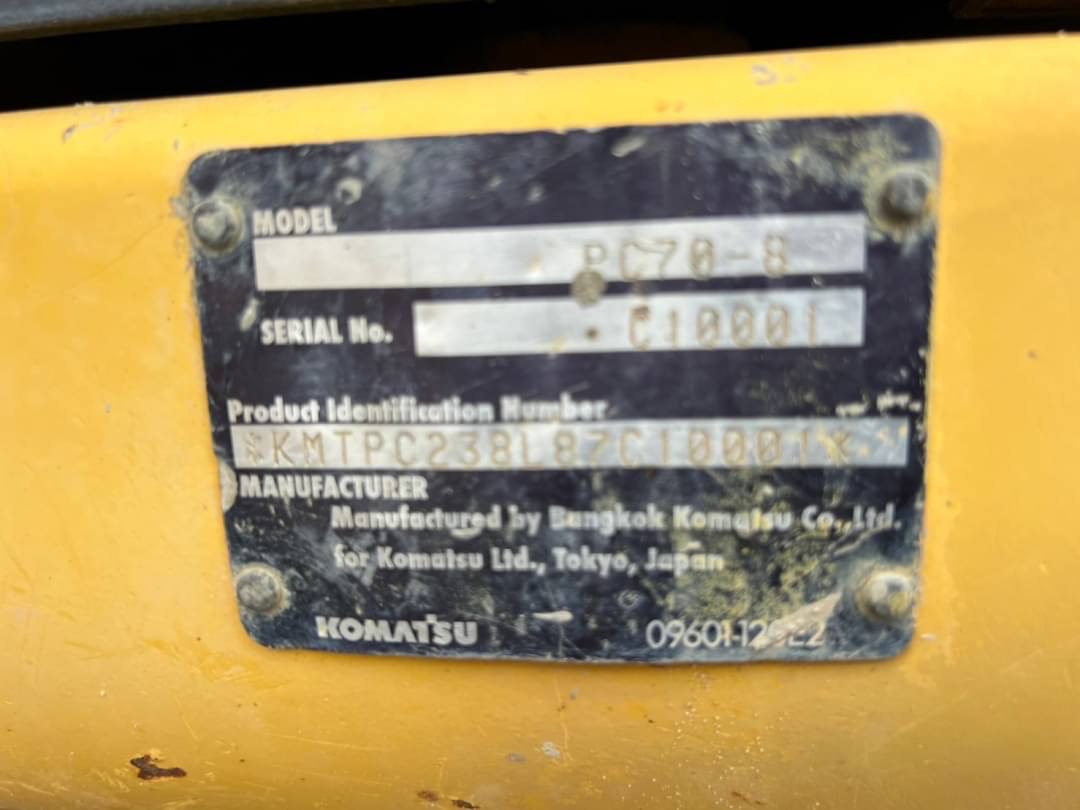 MODEL
PC70-8
SERIAL No.
C10001
Product Identification Number
*KMTPC238L87C10001*
MANUFACTURER
Manufactured by Bangkok Komatsu Co., Ltd.
for Komatsu Ltd., Tokyo, Japan
KOMATSU